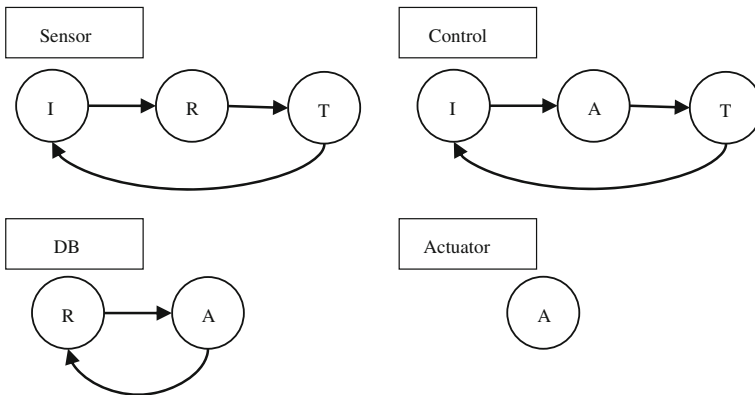 Sensor
I R T
Control
I A T
DB
R A
Actuator
A